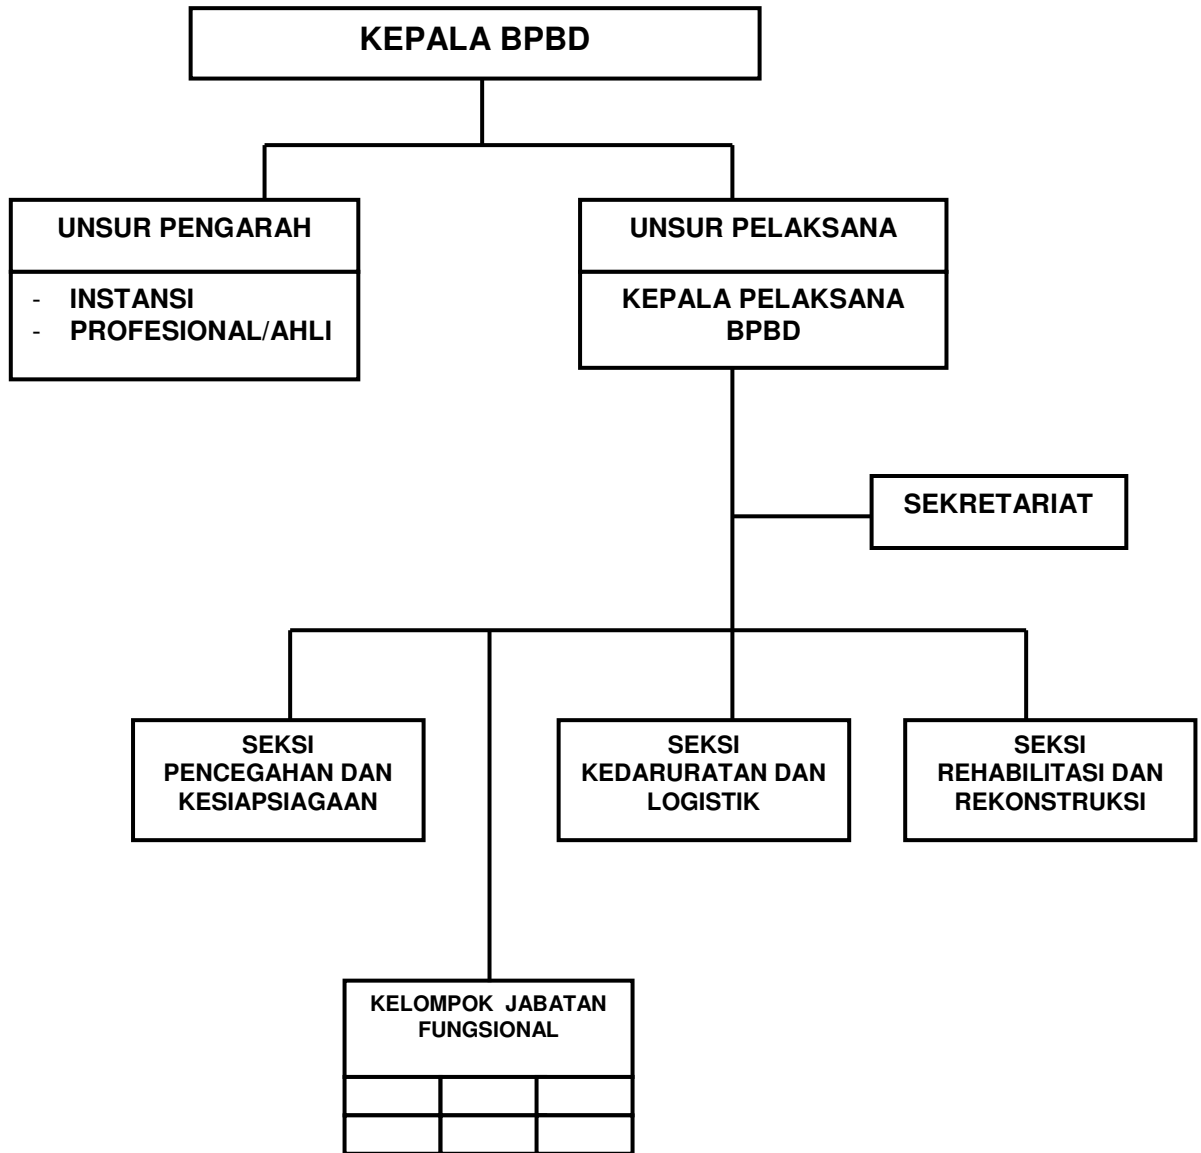 KEPALA BPBD
UNSUR PENGARAH
- INSTANSI
- PROFESIONAL/AHLI
UNSUR PELAKSANA
KEPALA PELAKSANA
BPBD
SEKRETARIAT
SEKSI
PENCEGAHAN DAN
KESIAPSIAGAAN
SEKSI
KEDARURATAN DAN
LOGISTIK
SEKSI
REHABILITASI DAN
REKONSTRUKSI
KELOMPOK JABATAN
FUNGSIONAL